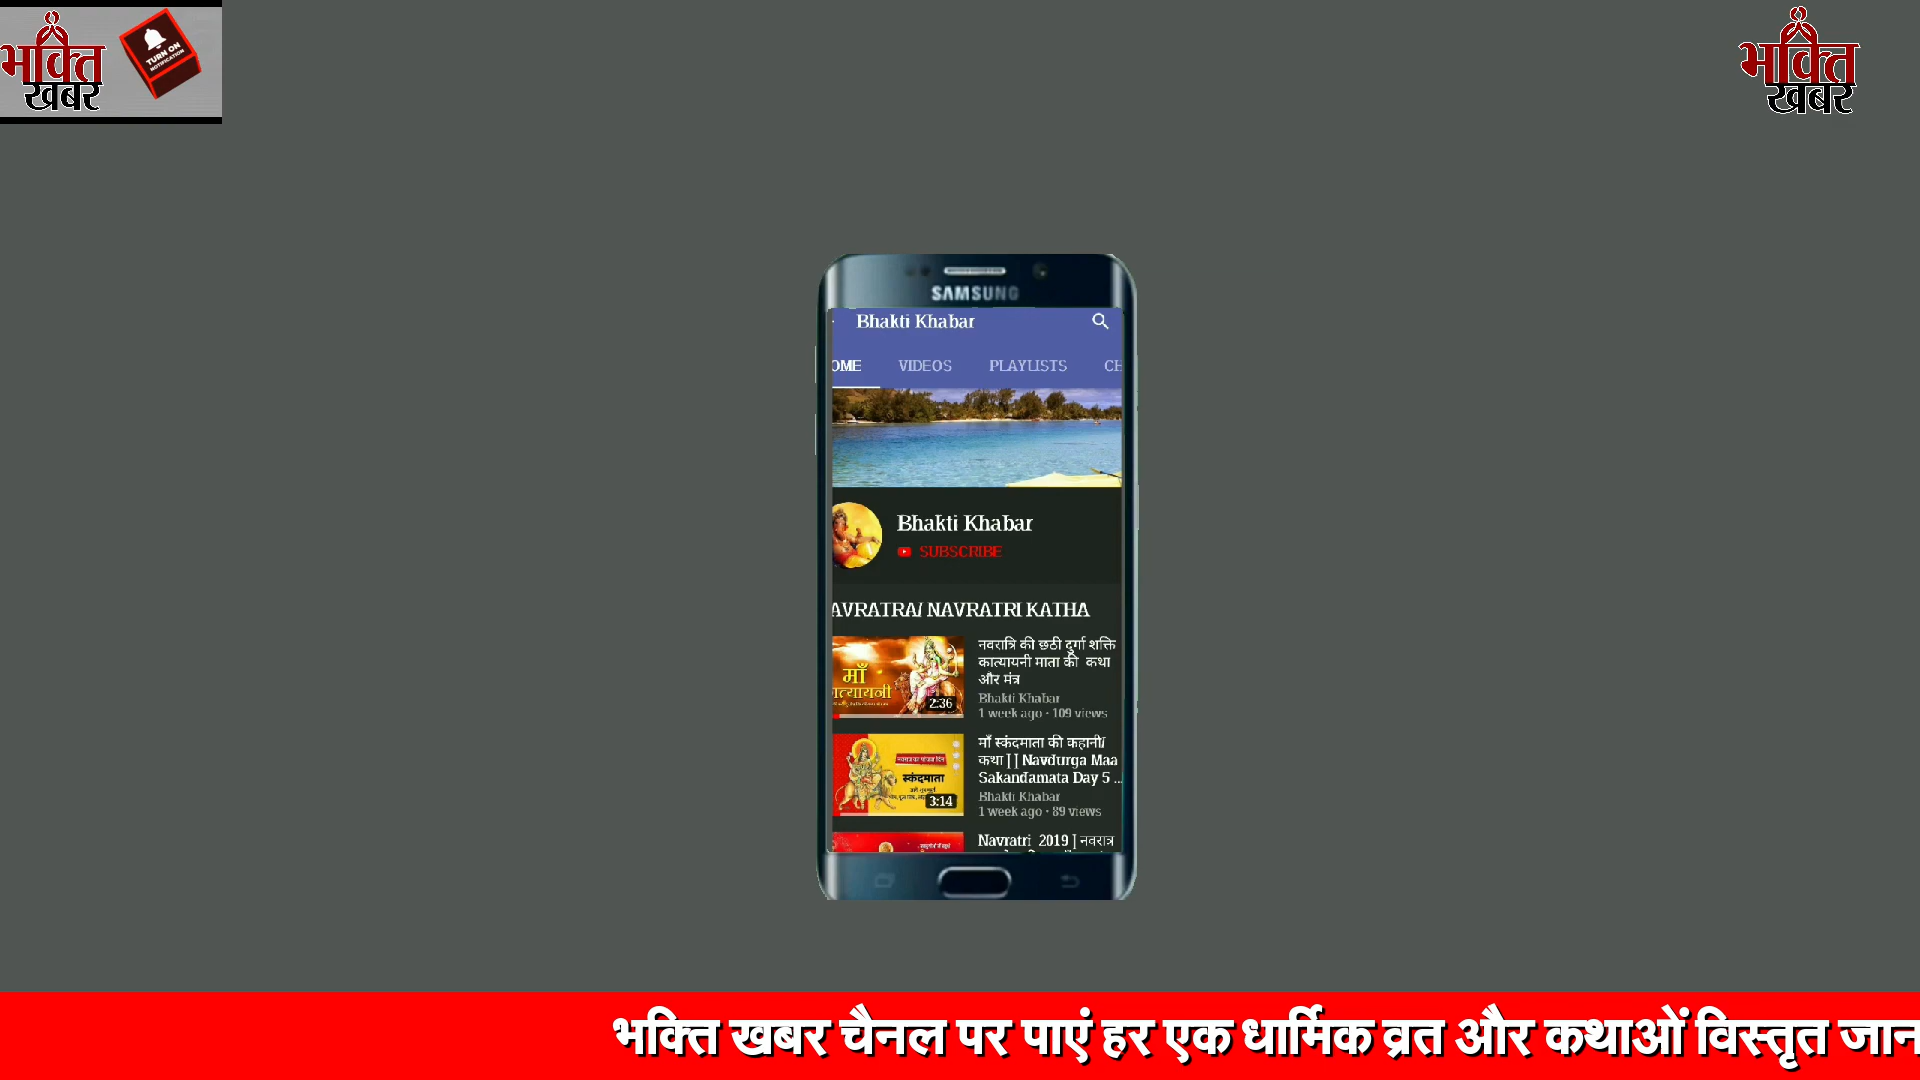 भक्ति
खबर
TURN ON
NOTIFICATION
भक्ति
खबर
SAMSUNG
Bhakti Khabar
OME VIDEOS PLAYLISTS CH
Bhakti Khabar
SUBSCRIBE
AVRATRA/ NAVRATRI KATHA
माँ
कात्यायनी
2:36
नवरात्रि की छठी दुर्गा शक्ति
कात्यायनी माता की कथा
और मंत्र
Bhakti Khabar
1 week ago · 109 views
स्कंदमाता
3:14
माँ स्कंदमाता की कहानी/
कथा || Navdurga Maa
Sakandamata Day 5 ...
Bhakti Khabar
1 week ago · 89 views
Navratri 2019 | नवरात्र
भक्ति खबर चैनल पर पाएं हर एक धार्मिक व्रत और कथाओं विस्तृत जान